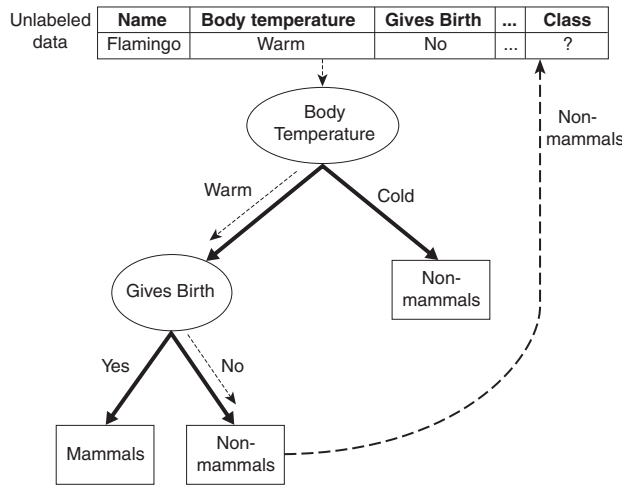 Unlabeled
data
Name Body temperature Gives Birth ... Class
Flamingo Warm No ... ?
Non-
mammals
Body
Temperature
Warm
Cold
Gives Birth
Non-
mammals
Yes
No
Mammals
Non-
mammals